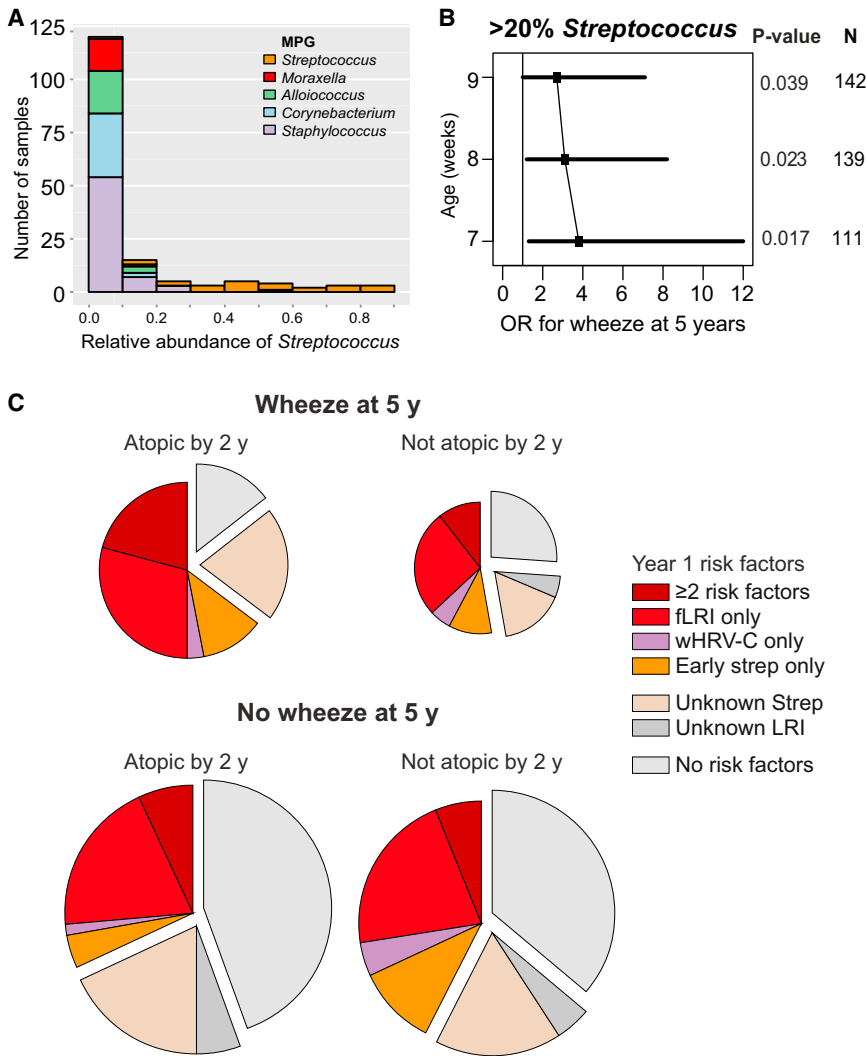 A
125
100
75
50
25
0
Number of samples
MPG
Streptococcus
Moraxella
Alloiococcus
Corynebacterium
Staphylococcus
0.0 0.2 0.4 0.6 0.8
Relative abundance of Streptococcus
B
>20% Streptococcus P-value N
Age (weeks)
9 0.039 142
8 0.023 139
7 0.017 111
0 2 4 6 8 10 12
OR for wheeze at 5 years
C
Wheeze at 5 y
Atopic by 2 y Not atopic by 2 y
Year 1 risk factors
≥2 risk factors
fLRI only
wHRV-C only
Early strep only
Unknown Strep
Unknown LRI
No risk factors
No wheeze at 5 y
Atopic by 2 y Not atopic by 2 y